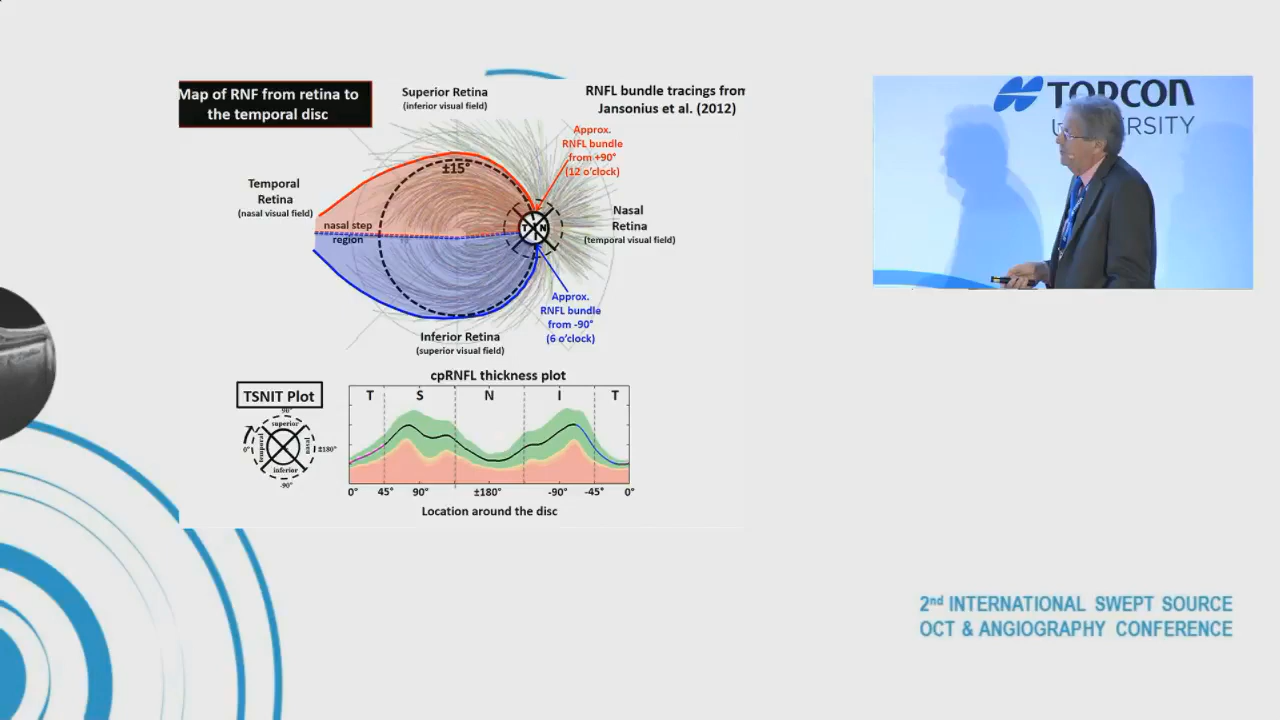 Map of RNF from retina to
the temporal disc
Superior Retina
(inferior visual field)
RNFL bundle tracings from
Jansonius et al. (2012)
Approx.
RNFL bundle
from +90°
(12 o'clock)
±15°
Temporal
Retina
(nasal visual field)
nasal step
region
T
N
I
Nasal
Retina
(temporal visual field)
Approx.
RNFL bundle
from -90°
(6 o'clock)
Inferior Retina
(superior visual field)
cpRNFL thickness plot
TSNIT Plot
90°
superior
0°
temporal
nasal
±180°
inferior
-90°
T S N I T
0° 45° 90° ±180° -90° -45° 0°
Location around the disc
TOPCON
UNIVERSITY
2nd INTERNATIONAL SWEPT SOURCE
OCT & ANGIOGRAPHY CONFERENCE